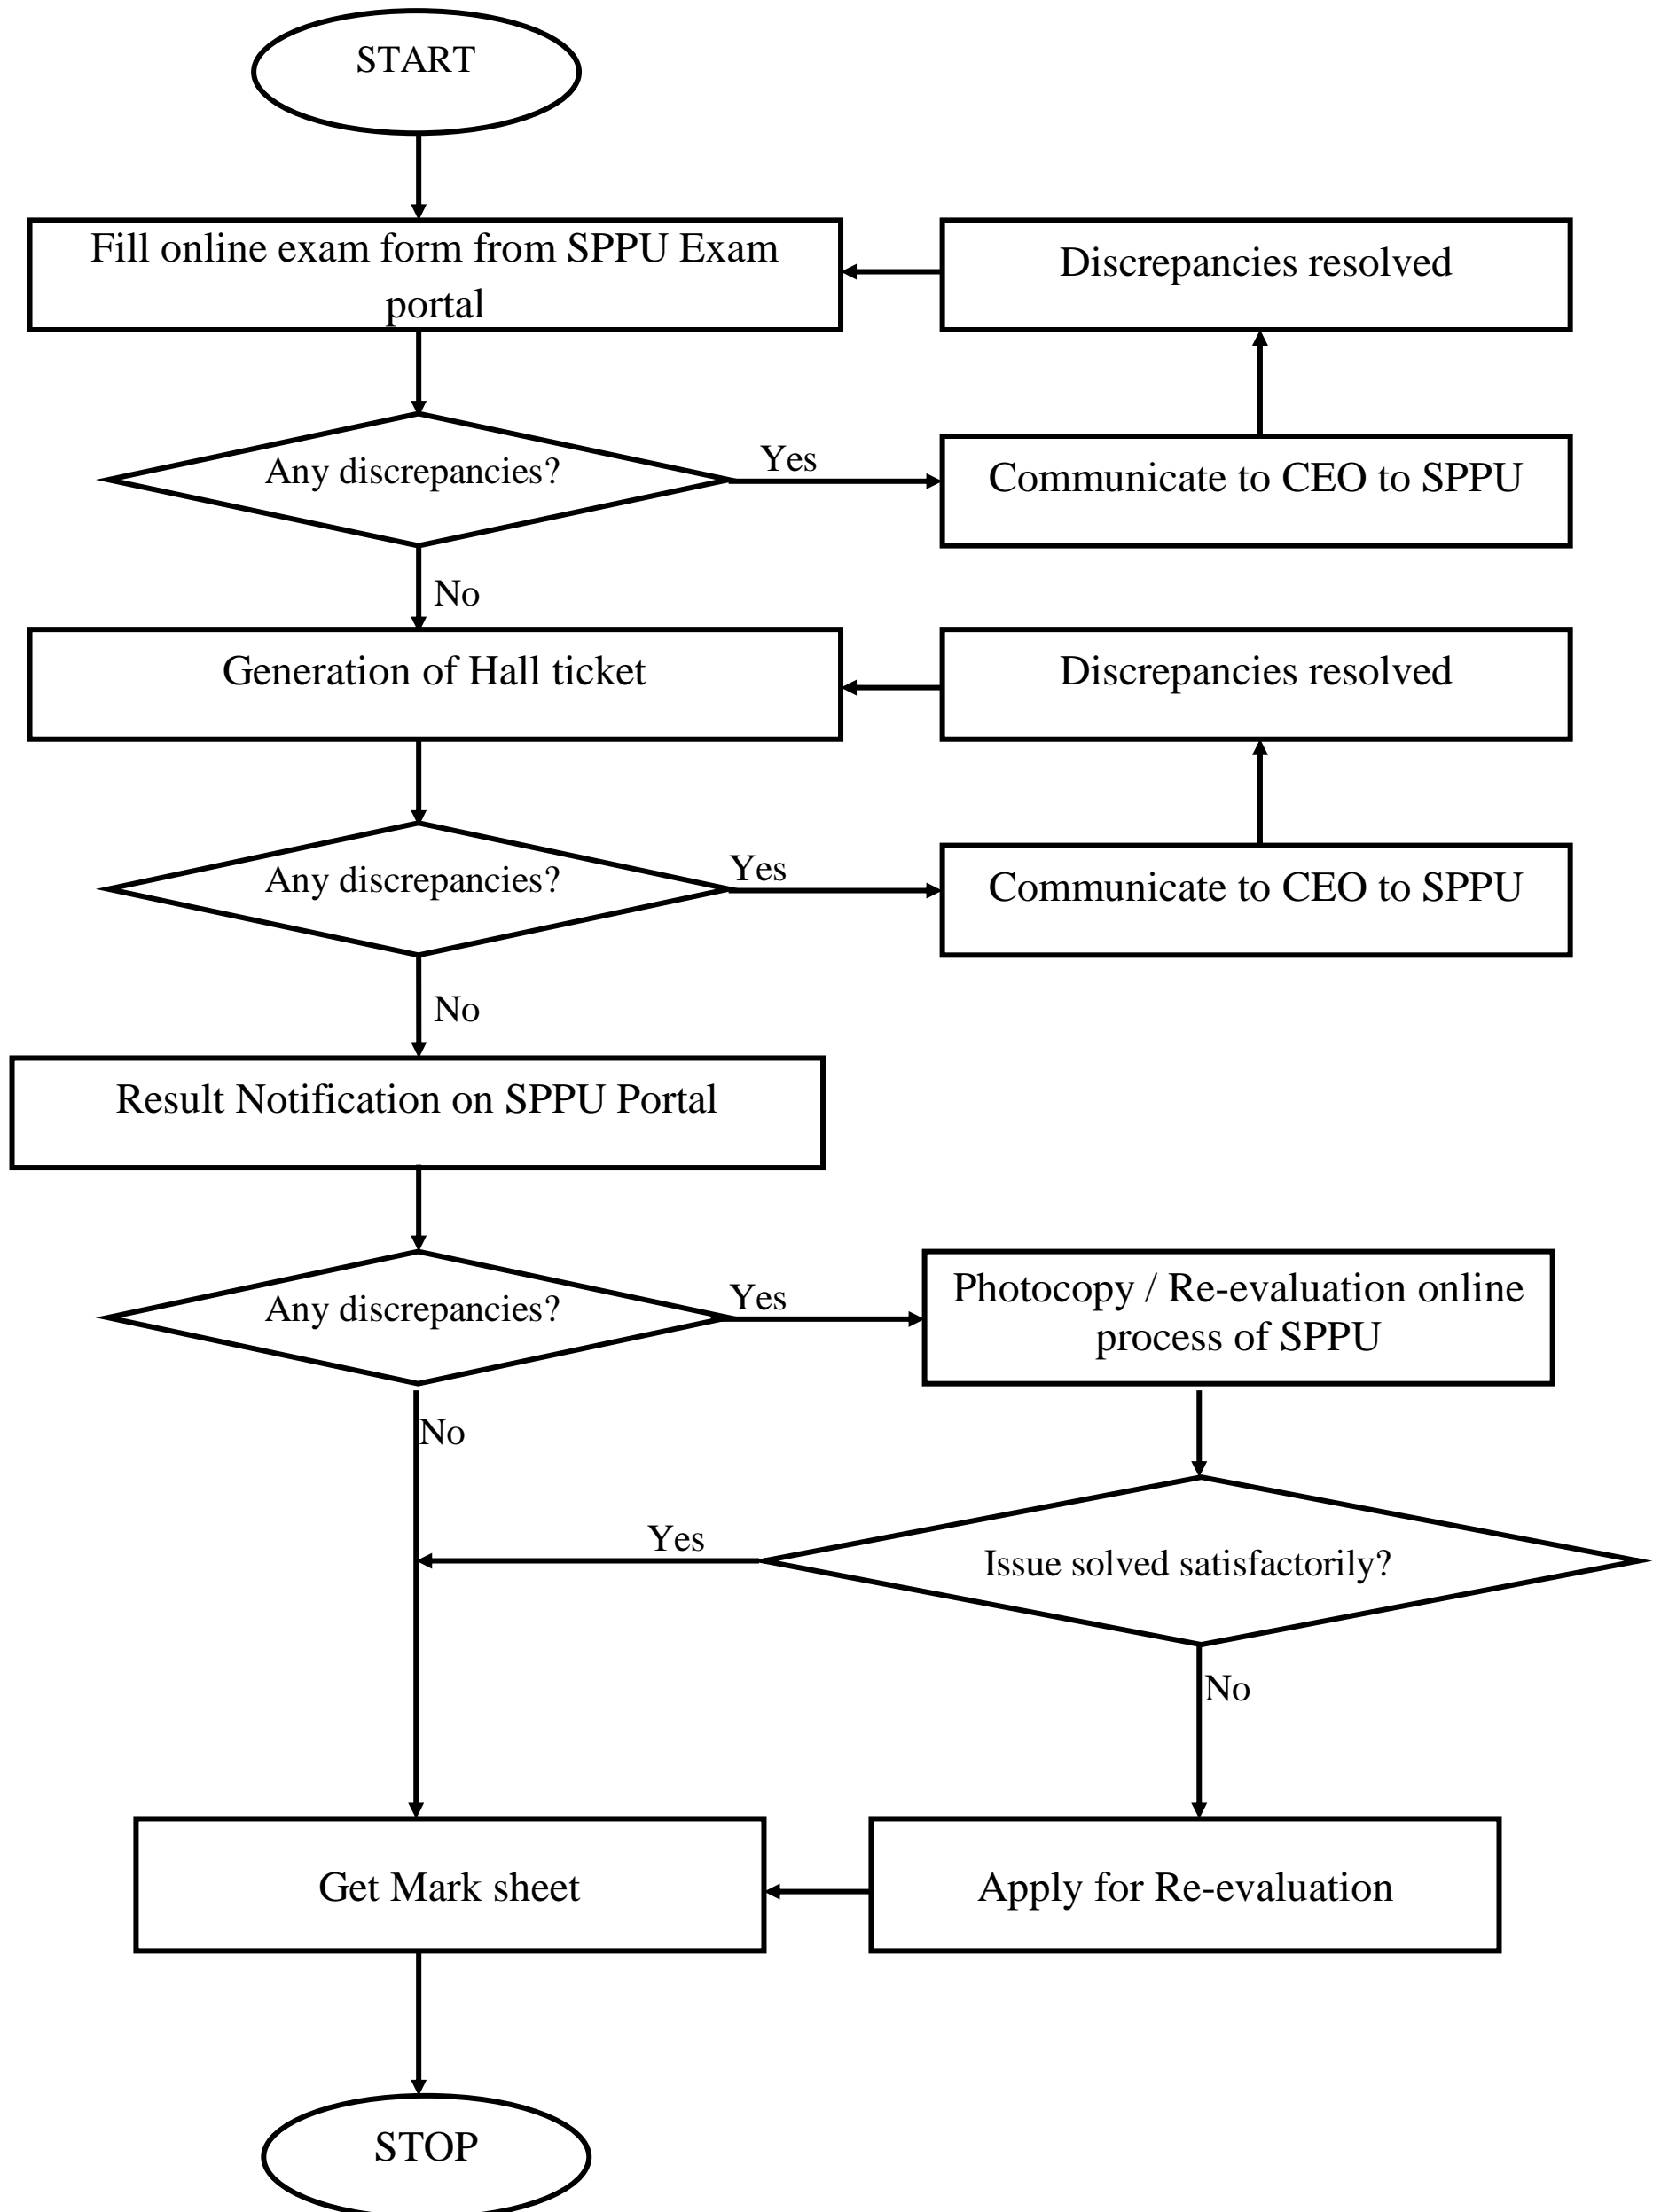 START
Fill online exam form from SPPU Exam
portal
Discrepancies resolved
Any discrepancies?
Yes
Communicate to CEO to SPPU
No
Generation of Hall ticket
Discrepancies resolved
Any discrepancies?
Yes
Communicate to CEO to SPPU
No
Result Notification on SPPU Portal
Any discrepancies?
Yes
Photocopy / Re-evaluation online
process of SPPU
No
Yes
Issue solved satisfactorily?
No
Get Mark sheet
Apply for Re-evaluation
STOP